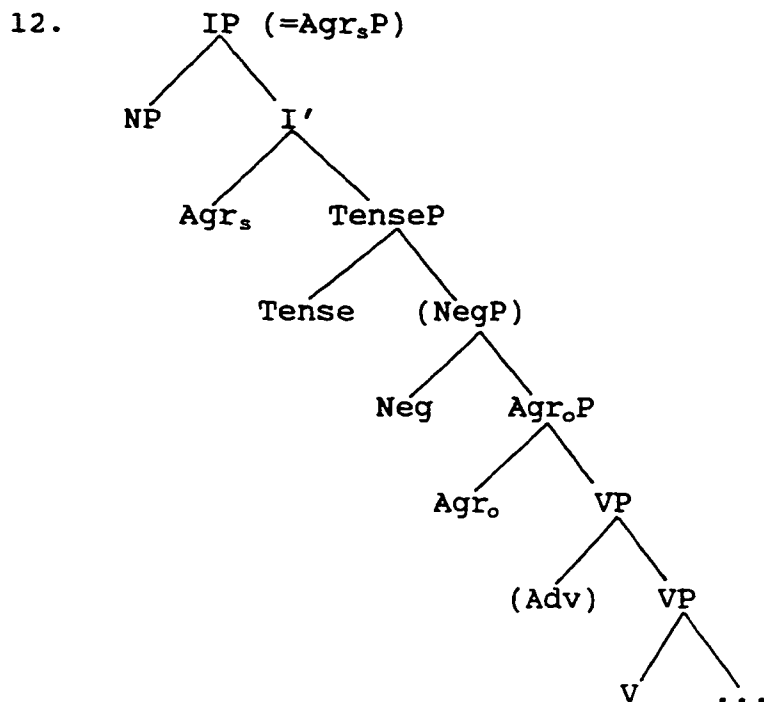 12. IP (=AgrₛP)
NP I'
Agrₛ TenseP
Tense (NegP)
Neg AgrₒP
Agrₒ VP
(Adv) VP
V ...